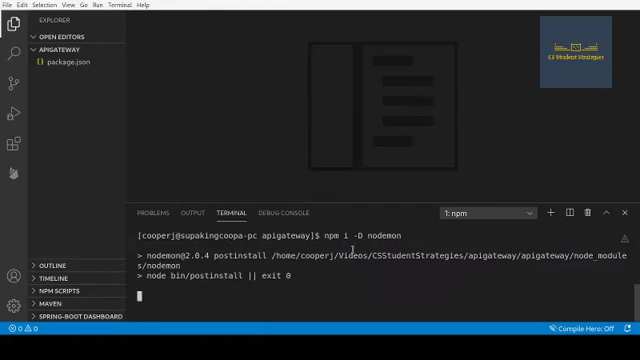 File Edit Selection View Go Run Terminal Help
EXPLORER
OPEN EDITORS
APIGATEWAY
{} package.json
CS Student Strategies
PROBLEMS OUTPUT TERMINAL DEBUG CONSOLE 1: npm
[cooperj@supakingcoopa-pc apigateway]$ npm i -D nodemon
> nodemon@2.0.4 postinstall /home/cooperj/Videos/CSStudentStrategies/apigateway/apigateway/node_module
s/nodemon
> node bin/postinstall || exit 0
OUTLINE
TIMELINE
NPM SCRIPTS
MAVEN
SPRING-BOOT DASHBOARD
0 0 Compile Hero: Off